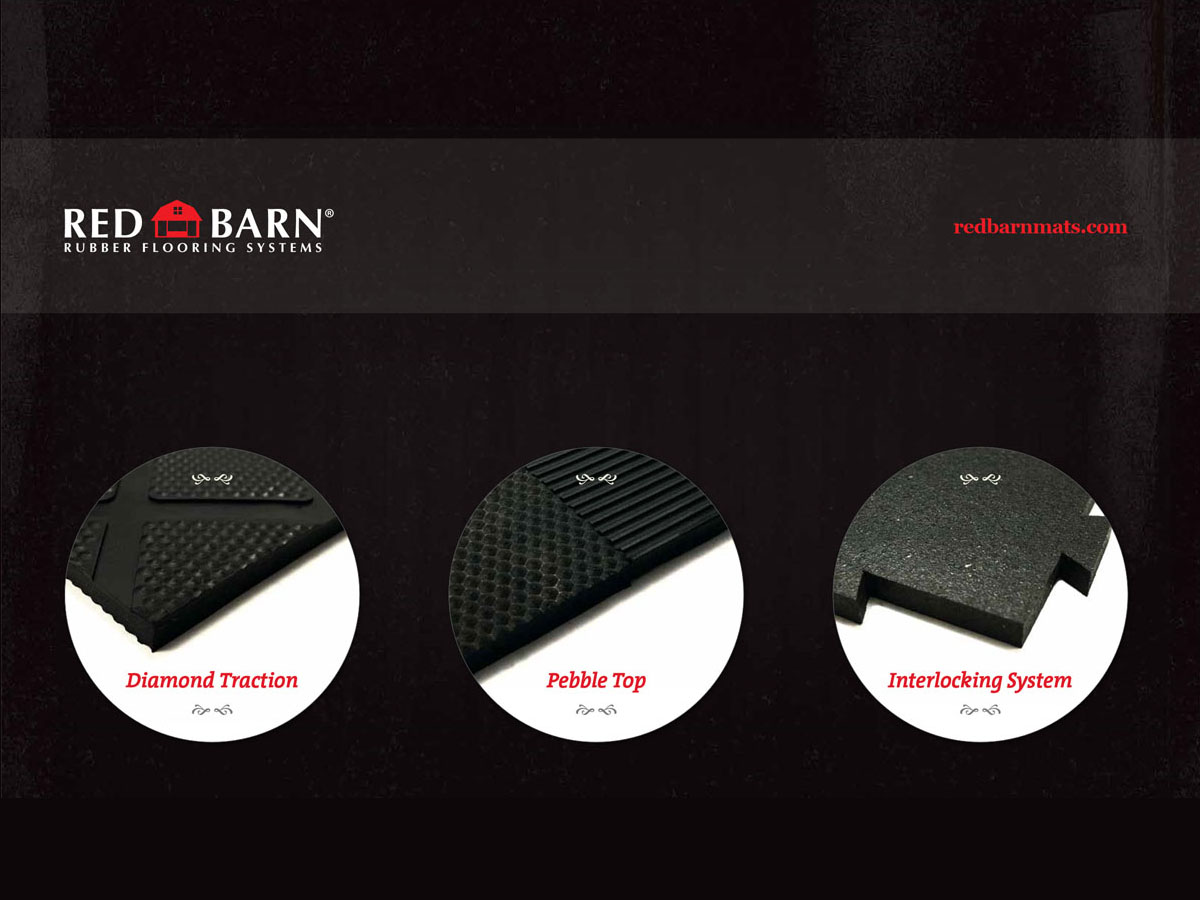 RED BARN®
RUBBER FLOORING SYSTEMS
redbarnmats.com
Diamond Traction
Pebble Top
Interlocking System